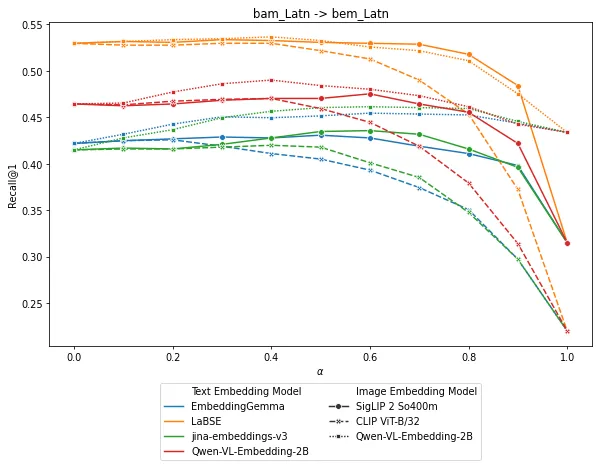 bam_Latn -> bem_Latn
Recall@1
0.55
0.50
0.45
0.40
0.35
0.30
0.25
0.0 0.2 0.4 0.6 0.8 1.0
α
Text Embedding Model
EmbeddingGemma
LaBSE
jina-embeddings-v3
Qwen-VL-Embedding-2B
Image Embedding Model
SigLIP 2 So400m
CLIP ViT-B/32
Qwen-VL-Embedding-2B